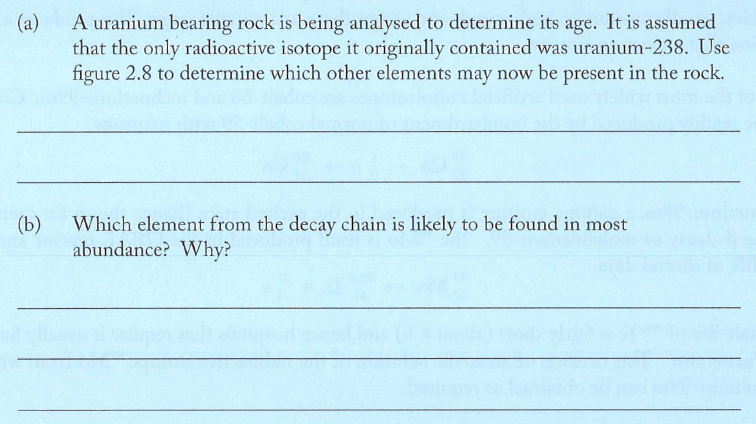 (a) A uranium bearing rock is being analysed to determine its age. It is assumed
that the only radioactive isotope it originally contained was uranium-238. Use
figure 2.8 to determine which other elements may now be present in the rock.
(b) Which element from the decay chain is likely to be found in most
abundance? Why?